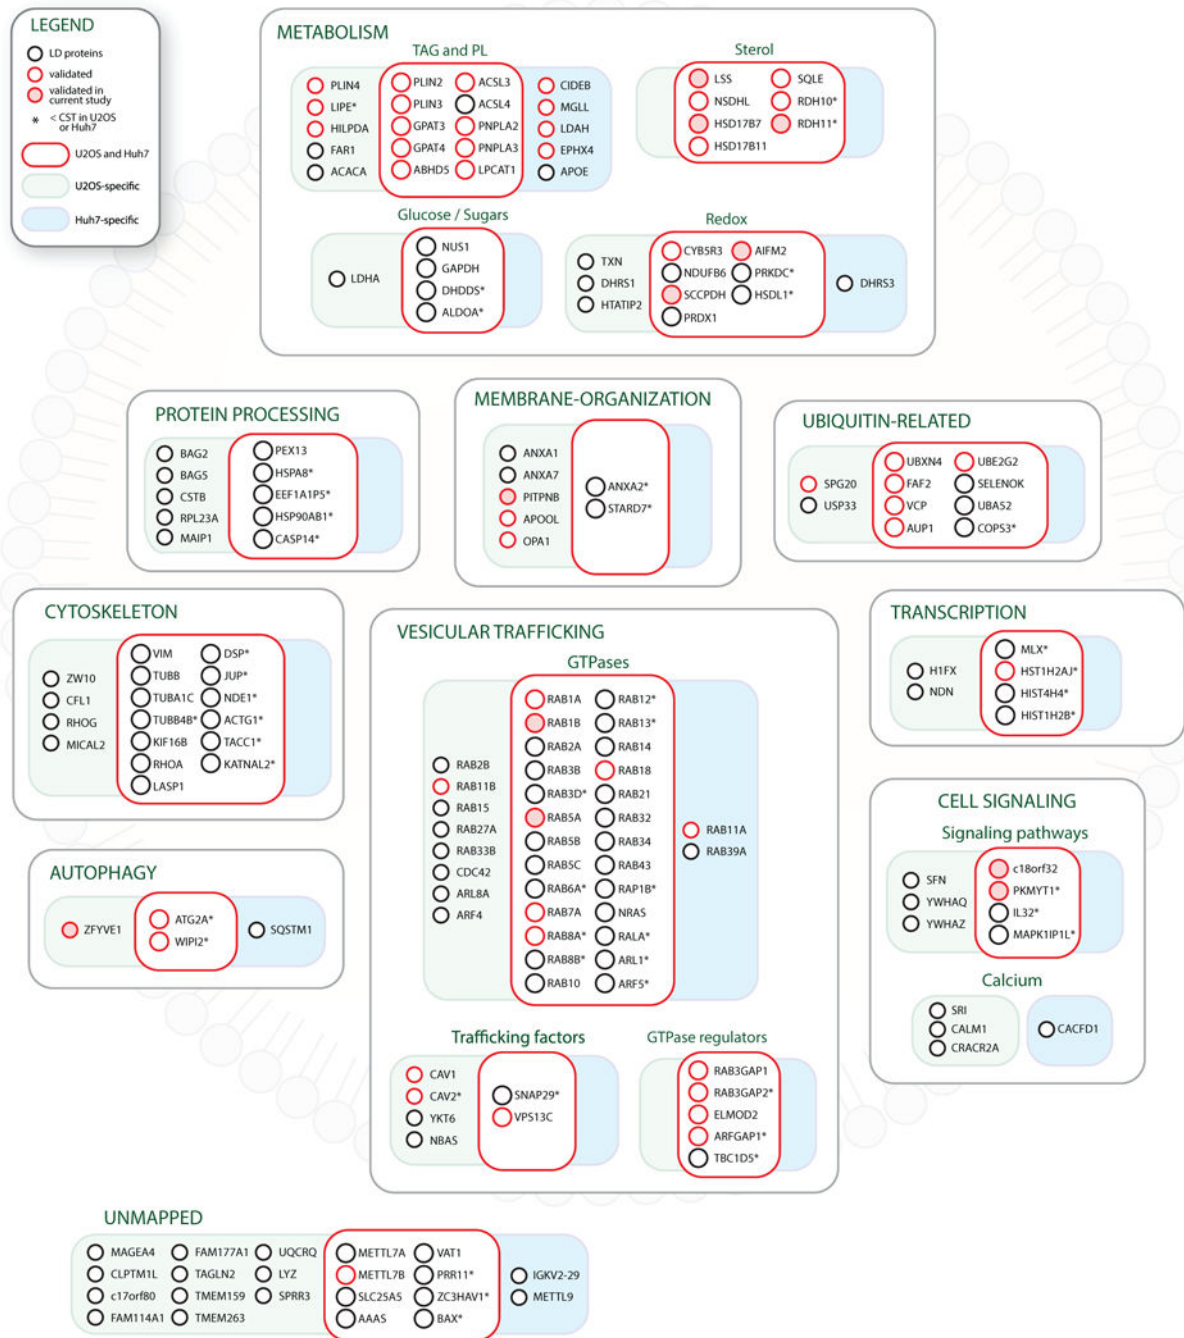 LEGEND
LD proteins
validated
validated in
current study
* < CST in U2OS
or Huh7
U2OS and Huh7
U2OS-specific
Huh7-specific
METABOLISM
TAG and PL
PLIN4
LIPE*
HILPDA
FAR1
ACACA
PLIN2
PLIN3
GPAT3
GPAT4
ABHD5
ACSL3
ACSL4
PNPLA2
PNPLA3
LPCAT1
CIDEB
MGLL
LDAH
EPHX4
APOE
Sterol
LSS
NSDHL
HSD17B7
HSD17B11
SQLE
RDH10*
RDH11*
Glucose / Sugars
LDHA
NUS1
GAPDH
DHDDS*
ALDOA*
Redox
TXN
DHRS1
HTATIP2
CYB5R3
NDUFB6
SCCPDH
PRDX1
AIFM2
PRKDC*
HSDL1*
DHRS3
PROTEIN PROCESSING
BAG2
BAG5
CSTB
RPL23A
MAIP1
PEX13
HSPA8*
EEF1A1P5*
HSP90AB1*
CASP14*
MEMBRANE-ORGANIZATION
ANXA1
ANXA7
PITPNB
APOOL
OPA1
ANXA2*
STARD7*
UBIQUITIN-RELATED
SPG20
USP33
UBXN4
FAF2
VCP
AUP1
UBE2G2
SELENOK
UBA52
COPS3*
CYTOSKELETON
ZW10
CFL1
RHOG
MICAL2
VIM
TUBB
TUBA1C
TUBB4B*
KIF16B
RHOA
LASP1
DSP*
JUP*
NDE1*
ACTG1*
TACC1*
KATNAL2*
VESICULAR TRAFFICKING
GTPases
RAB2B
RAB11B
RAB15
RAB27A
RAB33B
CDC42
ARL8A
ARF4
RAB1A
RAB1B
RAB2A
RAB3B
RAB3D*
RAB5A
RAB5B
RAB5C
RAB6A*
RAB7A
RAB8A*
RAB8B*
RAB10
RAB12*
RAB13*
RAB14
RAB18
RAB21
RAB32
RAB34
RAB43
RAP1B*
NRAS
RALA*
ARL1*
ARF5*
RAB11A
RAB39A
Trafficking factors
CAV1
CAV2*
YKT6
NBAS
SNAP29*
VPS13C
GTPase regulators
RAB3GAP1
RAB3GAP2*
ELMOD2
ARFGAP1*
TBC1D5*
TRANSCRIPTION
H1FX
NDN
MLX*
HST1H2AJ*
HIST4H4*
HIST1H2B*
AUTOPHAGY
ZFYVE1
ATG2A*
WIPI2*
SQSTM1
CELL SIGNALING
Signaling pathways
SFN
YWHAQ
YWHAZ
c18orf32
PKMYT1*
IL32*
MAPK1IP1L*
Calcium
SRI
CALM1
CRACR2A
CACFD1
UNMAPPED
MAGEA4
CLPTM1L
c17orf80
FAM114A1
FAM177A1
TAGLN2
TMEM159
TMEM263
UQCRQ
LYZ
SPRR3
METTL7A
METTL7B
SLC25A5
AAAS
VAT1
PRR11*
ZC3HAV1*
BAX*
IGKV2-29
METTL9